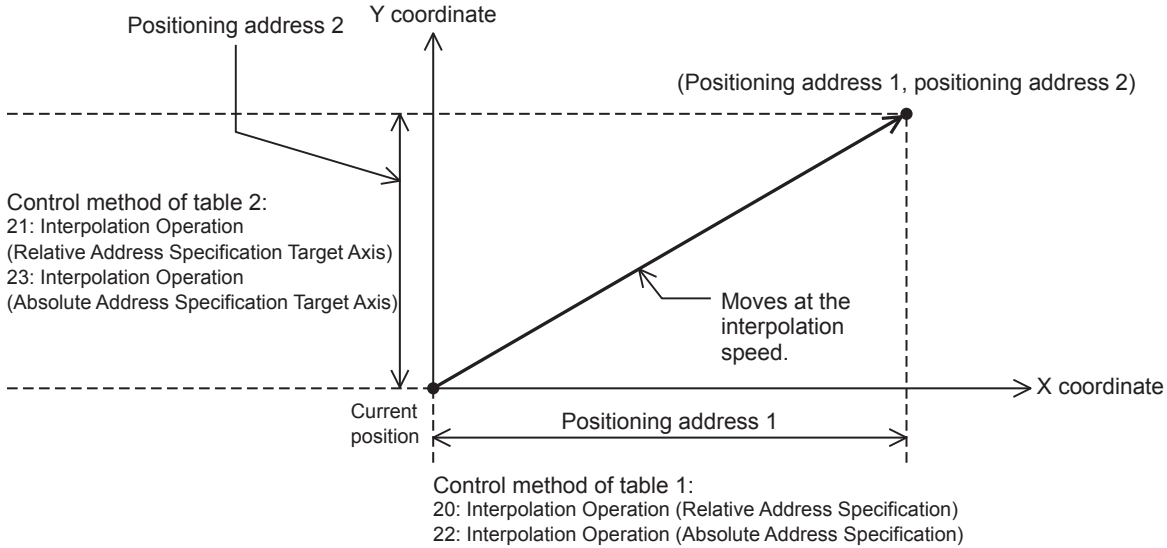 Positioning address 2
Y coordinate
(Positioning address 1, positioning address 2)
Control method of table 2:
21: Interpolation Operation
(Relative Address Specification Target Axis)
23: Interpolation Operation
(Absolute Address Specification Target Axis)
Moves at the
interpolation
speed.
X coordinate
Current
position
Positioning address 1
Control method of table 1:
20: Interpolation Operation (Relative Address Specification)
22: Interpolation Operation (Absolute Address Specification)